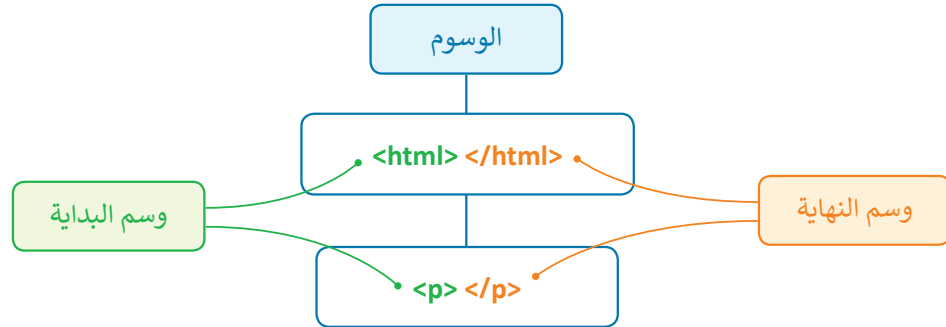 الوسوم
<html> </html>
وسم البداية
وسم النهاية
<p> </p>